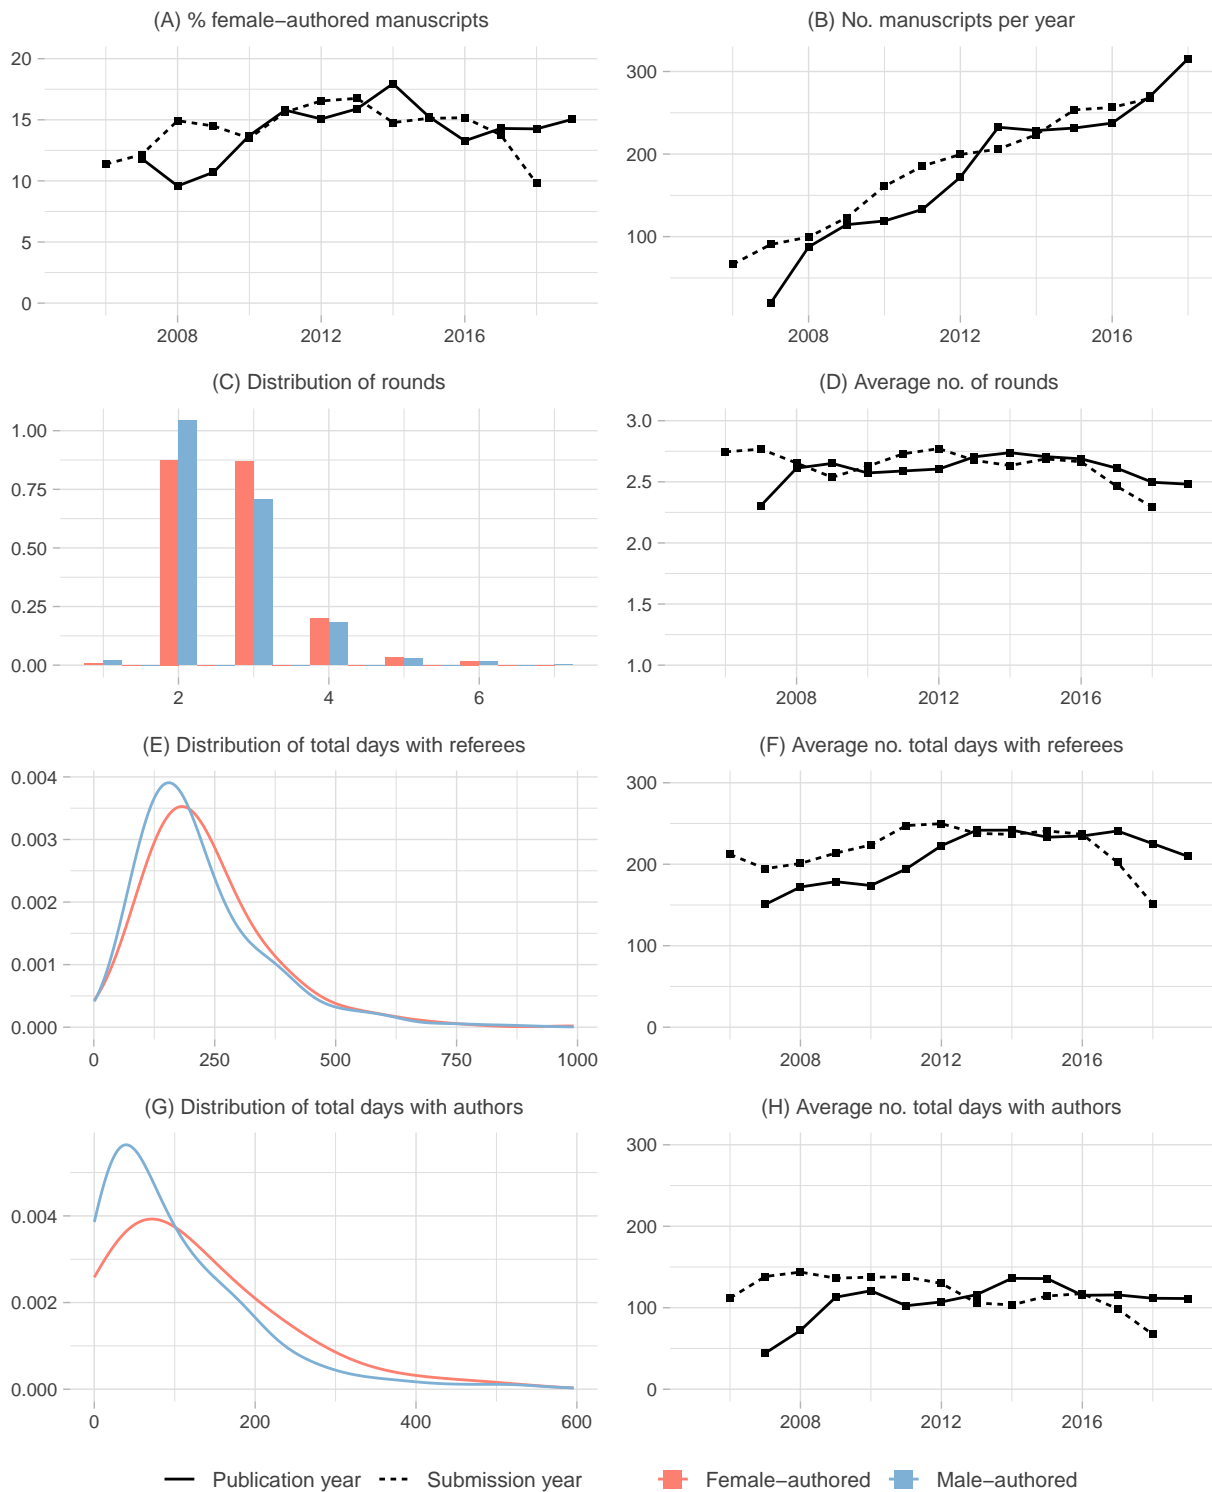 (A) % female−authored manuscripts
20
15
10
5
0
2008 2012 2016
(B) No. manuscripts per year
300
200
100
2008 2012 2016
(C) Distribution of rounds
1.00
0.75
0.50
0.25
0.00
2 4 6
(D) Average no. of rounds
3.0
2.5
2.0
1.5
1.0
2008 2012 2016
(E) Distribution of total days with referees
0.004
0.003
0.002
0.001
0.000
0 250 500 750 1000
(F) Average no. total days with referees
300
200
100
0
2008 2012 2016
(G) Distribution of total days with authors
0.004
0.002
0.000
0 200 400 600
(H) Average no. total days with authors
300
200
100
0
2008 2012 2016
Publication year Submission year Female−authored Male−authored